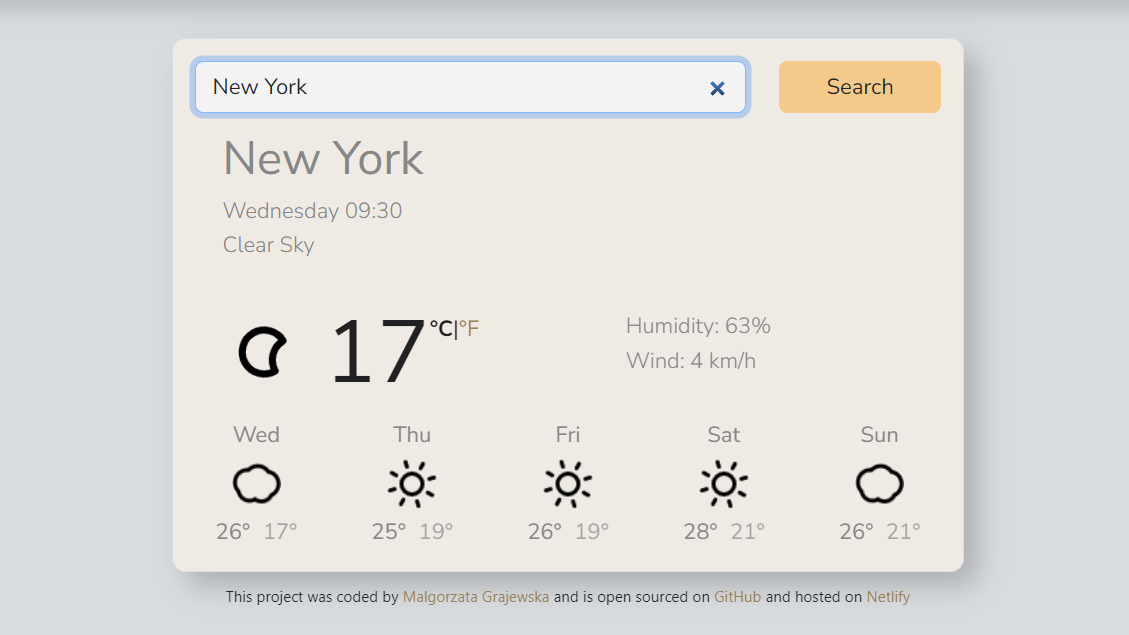 New York
Search
New York
Wednesday 09:30
Clear Sky
17 °C|°F
Humidity: 63%
Wind: 4 km/h
Wed Thu Fri Sat Sun
26° 17° 25° 19° 26° 19° 28° 21° 26° 21°
This project was coded by Malgorzata Grajewska and is open sourced on GitHub and hosted on Netlify